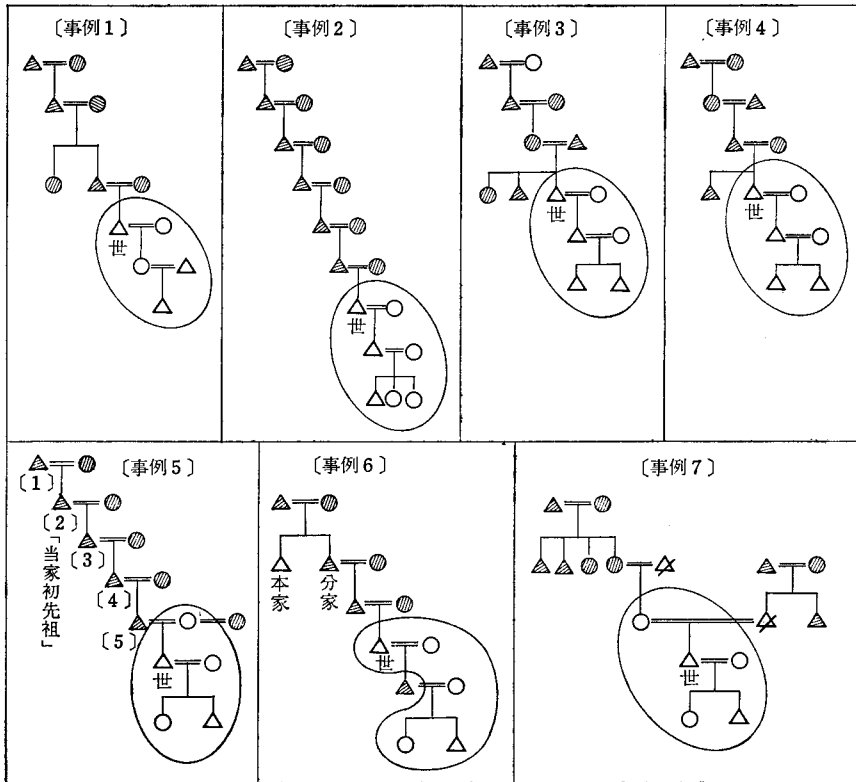 〔事例1〕
〔事例2〕
〔事例3〕
〔事例4〕
世
世
世
世
〔事例5〕
〔1〕
〔2〕
「当家初先祖」
〔3〕
〔4〕
〔5〕
世
〔事例6〕
本家
分家
世
〔事例7〕
世